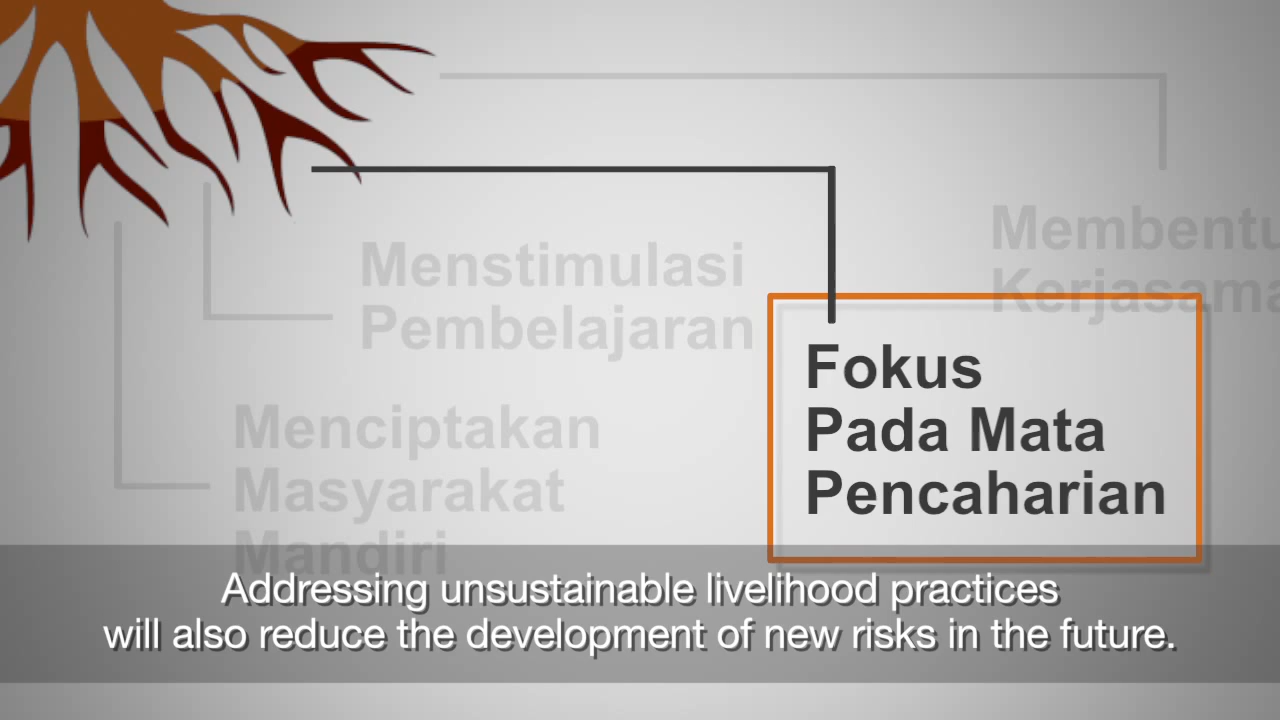 Membentu
Kerjasama
Menstimulasi
Pembelajaran
Fokus
Pada Mata
Pencaharian
Menciptakan
Masyarakat
Mandiri
Addressing unsustainable livelihood practices
will also reduce the development of new risks in the future.